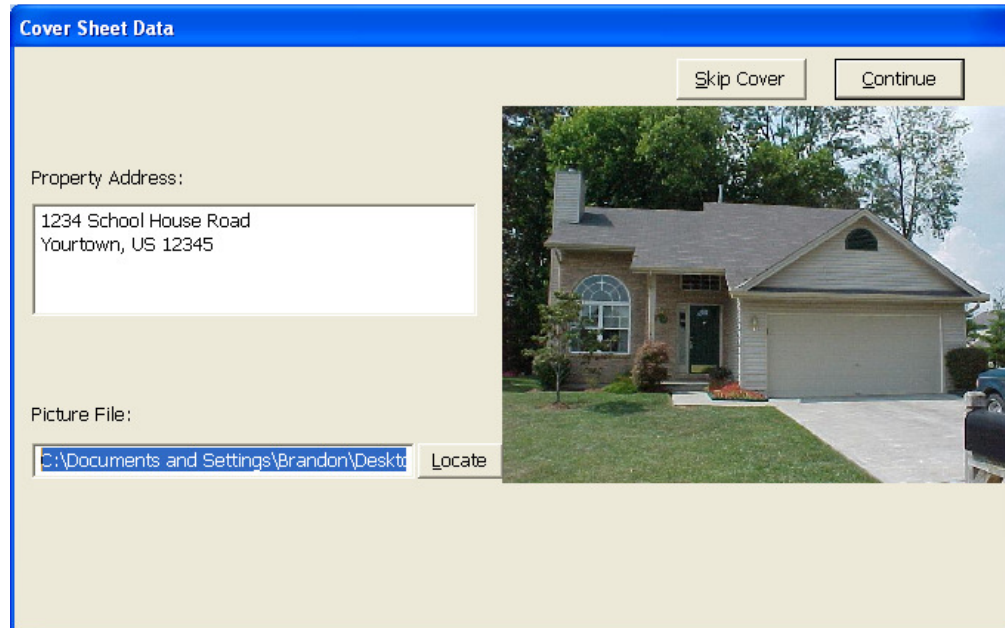 Cover Sheet Data
Skip Cover
Continue
Property Address:
1234 School House Road
Yourtown, US 12345
Picture File:
C:\Documents and Settings\Brandon\Deskto
Locate